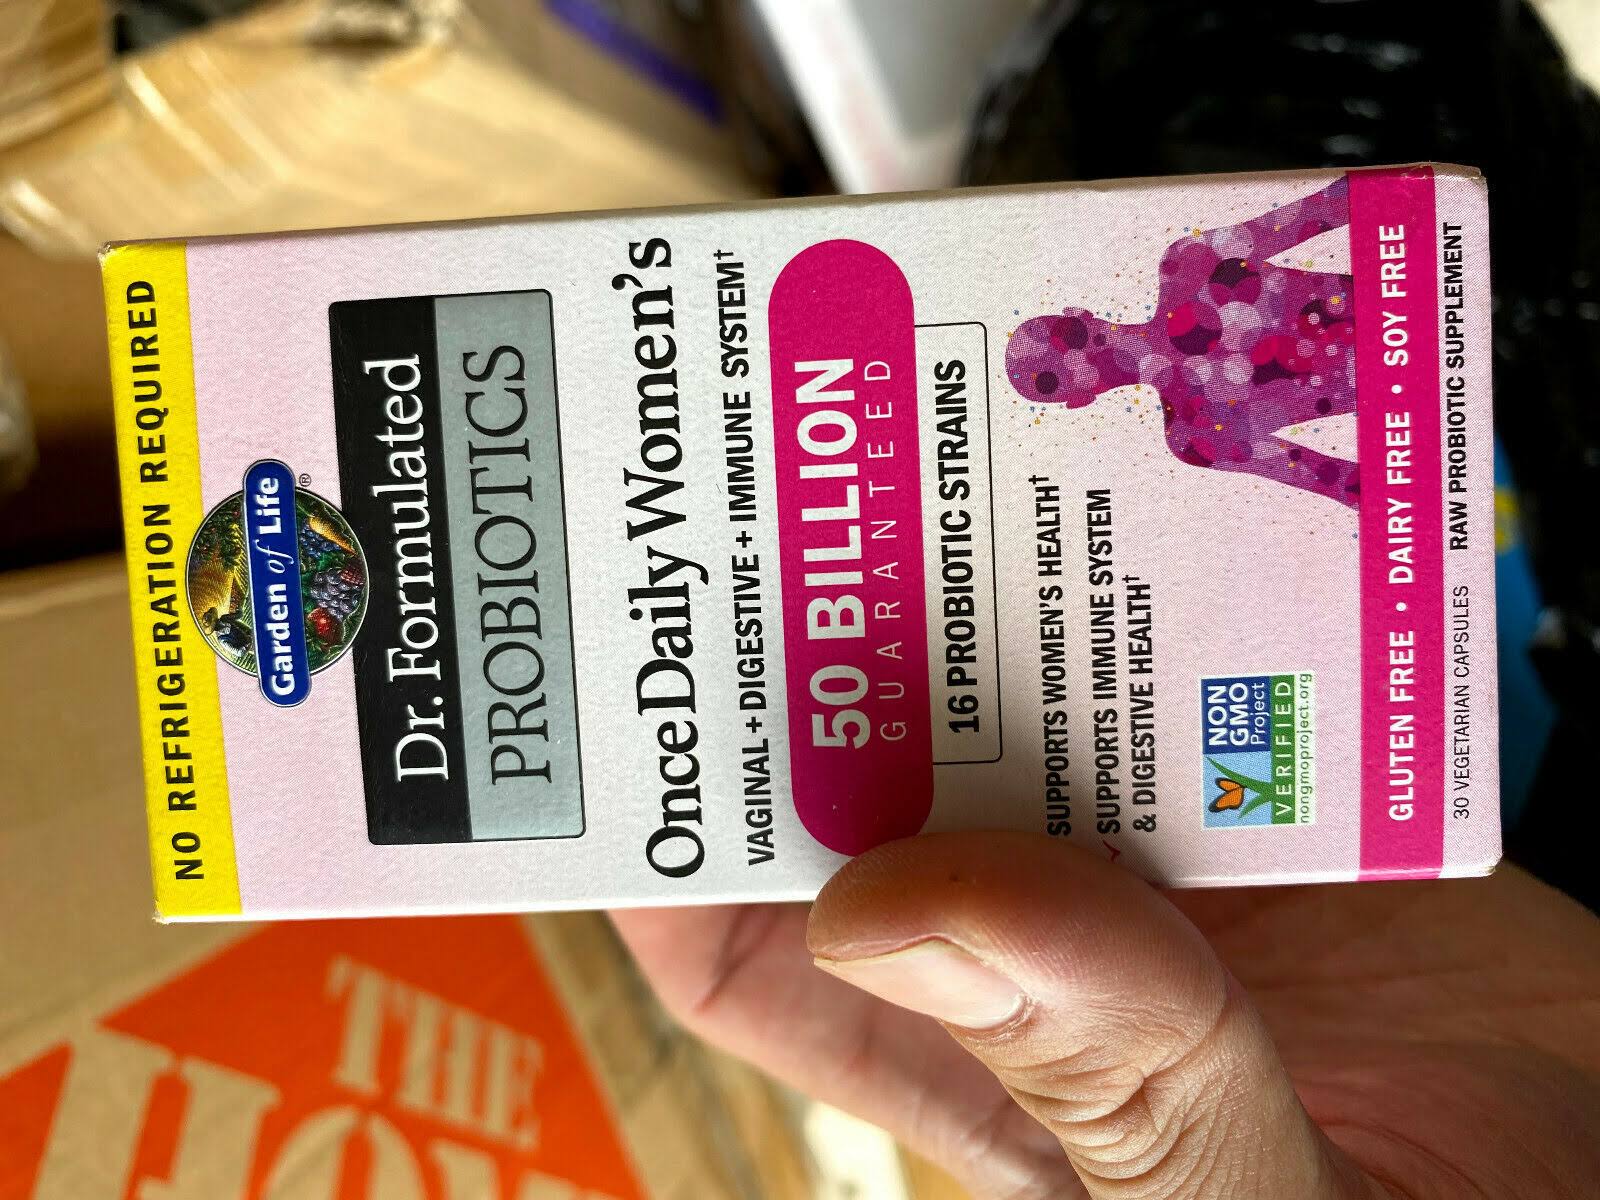 NO REFRIGERATION REQUIRED
Garden of Life®
Dr. Formulated
PROBIOTICS
Once Daily Women's
VAGINAL + DIGESTIVE + IMMUNE SYSTEM†
50 BILLION
GUARANTEED
16 PROBIOTIC STRAINS
SUPPORTS WOMEN'S HEALTH†
SUPPORTS IMMUNE SYSTEM
& DIGESTIVE HEALTH†
NON
GMO
Project
VERIFIED
nongmoproject.org
GLUTEN FREE • DAIRY FREE • SOY FREE
30 VEGETARIAN CAPSULES RAW PROBIOTIC SUPPLEMENT
THE